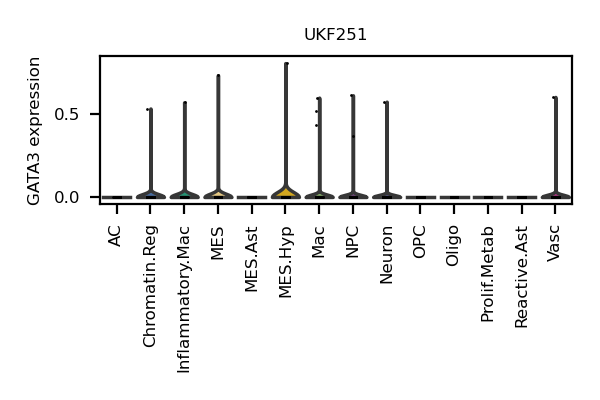 UKF251
GATA3 expression
0.5
0.0
AC
Chromatin.Reg
Inflammatory.Mac
MES
MES.Ast
MES.Hyp
Mac
NPC
Neuron
OPC
Oligo
Prolif.Metab
Reactive.Ast
Vasc